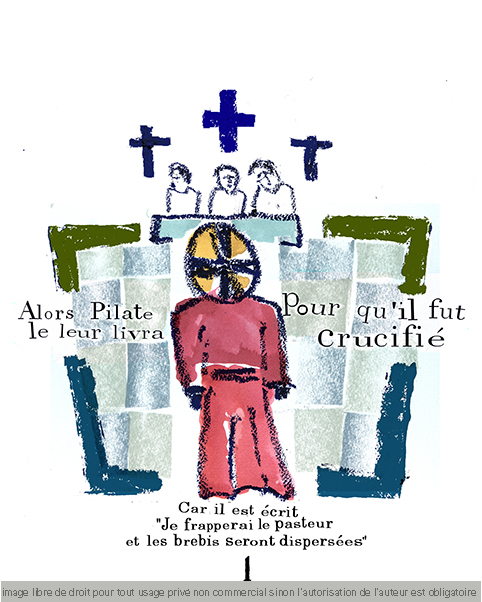 Alors Pilate
le leur livra
Pour qu'il fut
crucifié
Car il est écrit
"Je frapperai le pasteur
et les brebis seront dispersées"
1
image libre de droit pour tout usage privé non commercial sinon l'autorisation de l'auteur est obligatoire